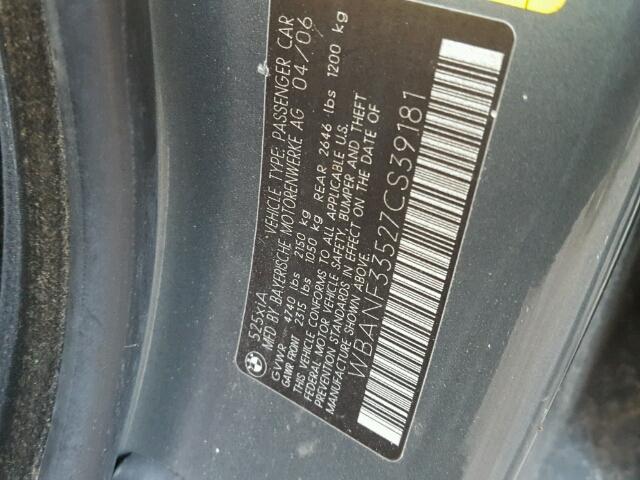 525xiA VEHICLE TYPE: PASSENGER CAR
MFD BY BAYERISCHE MOTORENWERKE AG 04/06
GVWR 4740 lbs 2150 kg
GAWR FRONT 2315 lbs 1050 kg REAR 2646 lbs 1200 kg
THIS VEHICLE CONFORMS TO ALL APPLICABLE U.S.
FEDERAL MOTOR VEHICLE SAFETY, BUMPER AND THEFT
PREVENTION STANDARDS IN EFFECT ON THE DATE OF
MANUFACTURE SHOWN ABOVE.
WBANF33527CS39181